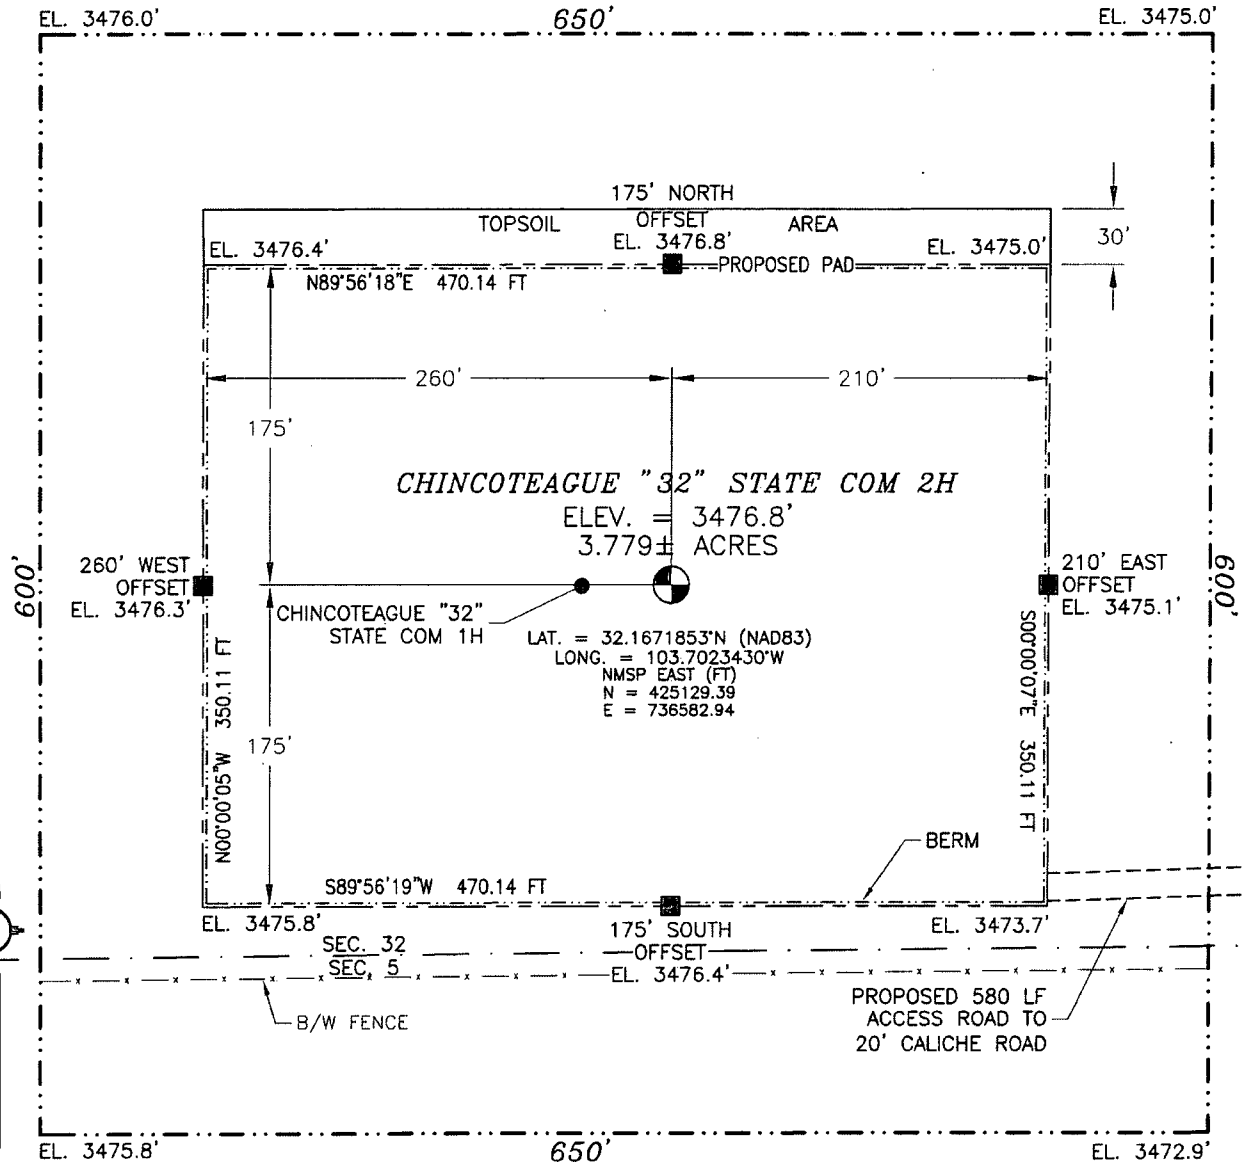 EL. 3476.0'
650'
EL. 3475.0'
175' NORTH
TOPSOIL
OFFSET
AREA
30'
EL. 3476.4'
EL. 3476.8'
EL. 3475.0'
PROPOSED PAD
N89°56'18"E 470.14 FT
260'
210'
175'
CHINCOTEAGUE "32" STATE COM 2H
ELEV. = 3476.8'
3.779± ACRES
600'
260' WEST
OFFSET
EL. 3476.3'
210' EAST
OFFSET
EL. 3475.1'
600'
CHINCOTEAGUE "32"
STATE COM 1H
LAT. = 32.1671853°N (NAD83)
LONG. = 103.7023430°W
NMSP EAST (FT)
N = 425129.39
E = 736582.94
N00°00'05"W 350.11 FT
175'
S00°00'07"E 350.11 FT
BERM
S89°56'19"W 470.14 FT
EL. 3475.8'
175' SOUTH
OFFSET
EL. 3476.4'
EL. 3473.7'
SEC. 32
SEC. 5
B/W FENCE
PROPOSED 580 LF
ACCESS ROAD TO
20' CALICHE ROAD
EL. 3475.8'
650'
EL. 3472.9'